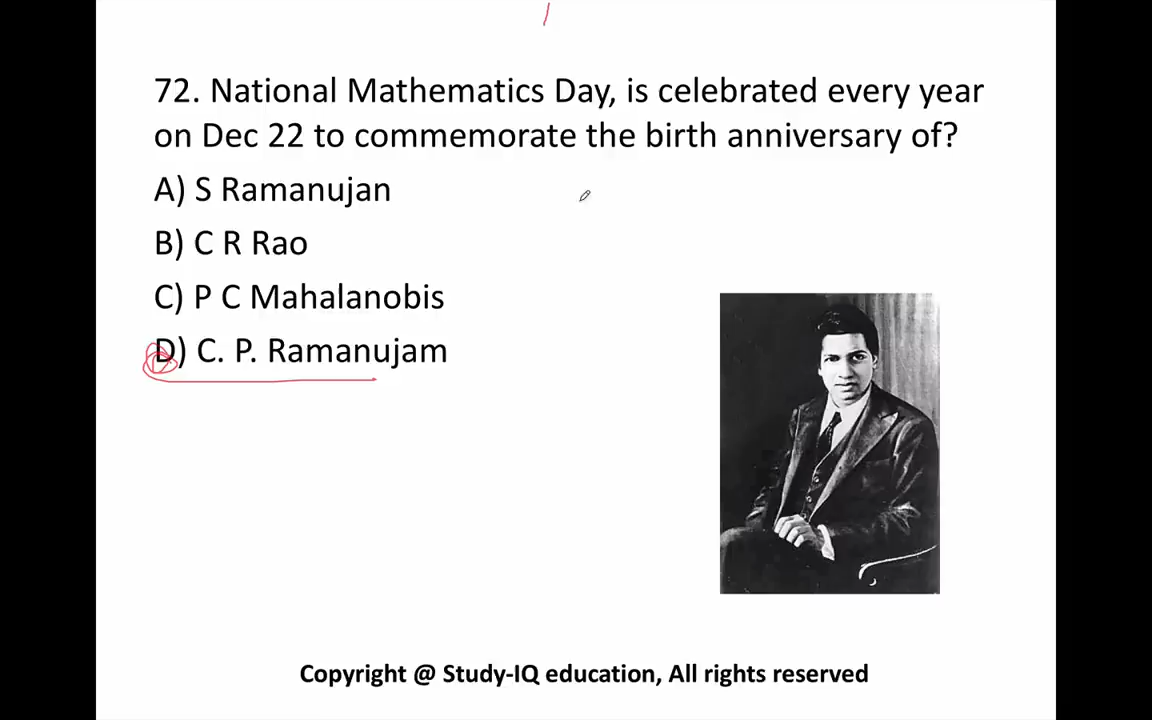 72. National Mathematics Day, is celebrated every year
on Dec 22 to commemorate the birth anniversary of?
A) S Ramanujan
B) C R Rao
C) P C Mahalanobis
D) C. P. Ramanujam
Copyright @ Study-IQ education, All rights reserved